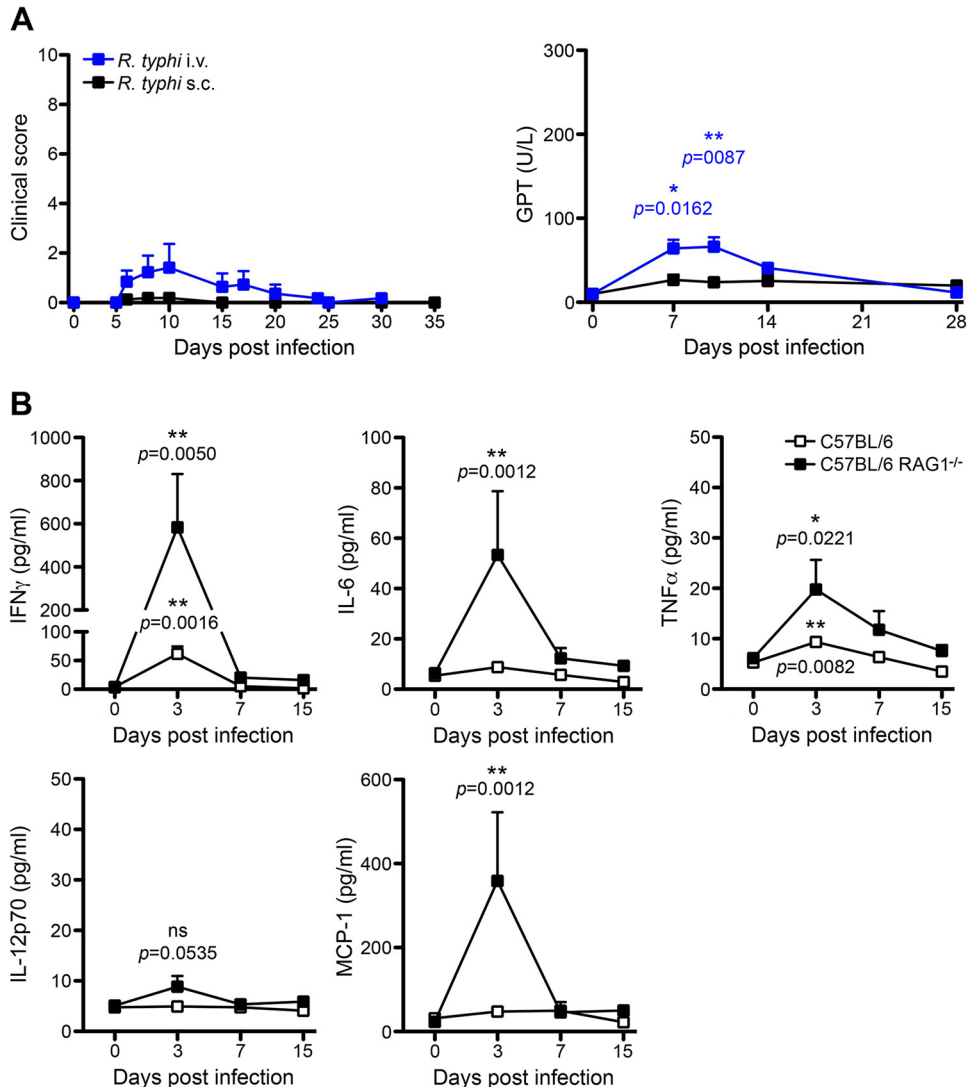 A
R. typhi i.v.
R. typhi s.c.
Clinical score
10
8
6
4
2
0
0 5 10 15 20 25 30 35
Days post infection
GPT (U/L)
300
200
100
0
**
p=0087
*
p=0.0162
0 7 14 21 28
Days post infection
B
IFNγ (pg/ml)
1000
800
600
400
200
100
50
0
**
p=0.0050
**
p=0.0016
0 3 7 15
Days post infection
IL-6 (pg/ml)
100
80
60
40
20
0
**
p=0.0012
0 3 7 15
Days post infection
C57BL/6
C57BL/6 RAG1-/-
TNFα (pg/ml)
50
40
30
20
10
0
*
p=0.0221
**
p=0.0082
0 3 7 15
Days post infection
IL-12p70 (pg/ml)
50
40
30
20
10
0
ns
p=0.0535
0 3 7 15
Days post infection
MCP-1 (pg/ml)
600
400
200
0
**
p=0.0012
0 3 7 15
Days post infection